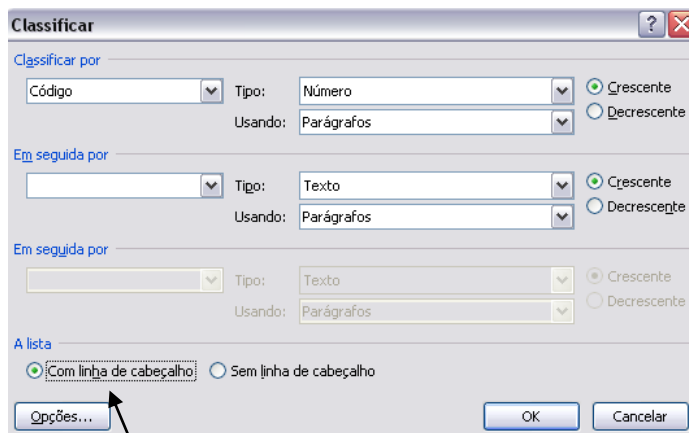 Classificar
Classificar por
Código Tipo: Número Crescente
Usando: Parágrafos Decrescente
Em seguida por
Tipo: Texto Crescente
Usando: Parágrafos Decrescente
Em seguida por
Tipo: Texto Crescente
Usando: Parágrafos Decrescente
A lista
Com linha de cabeçalho Sem linha de cabeçalho
Opções... OK Cancelar